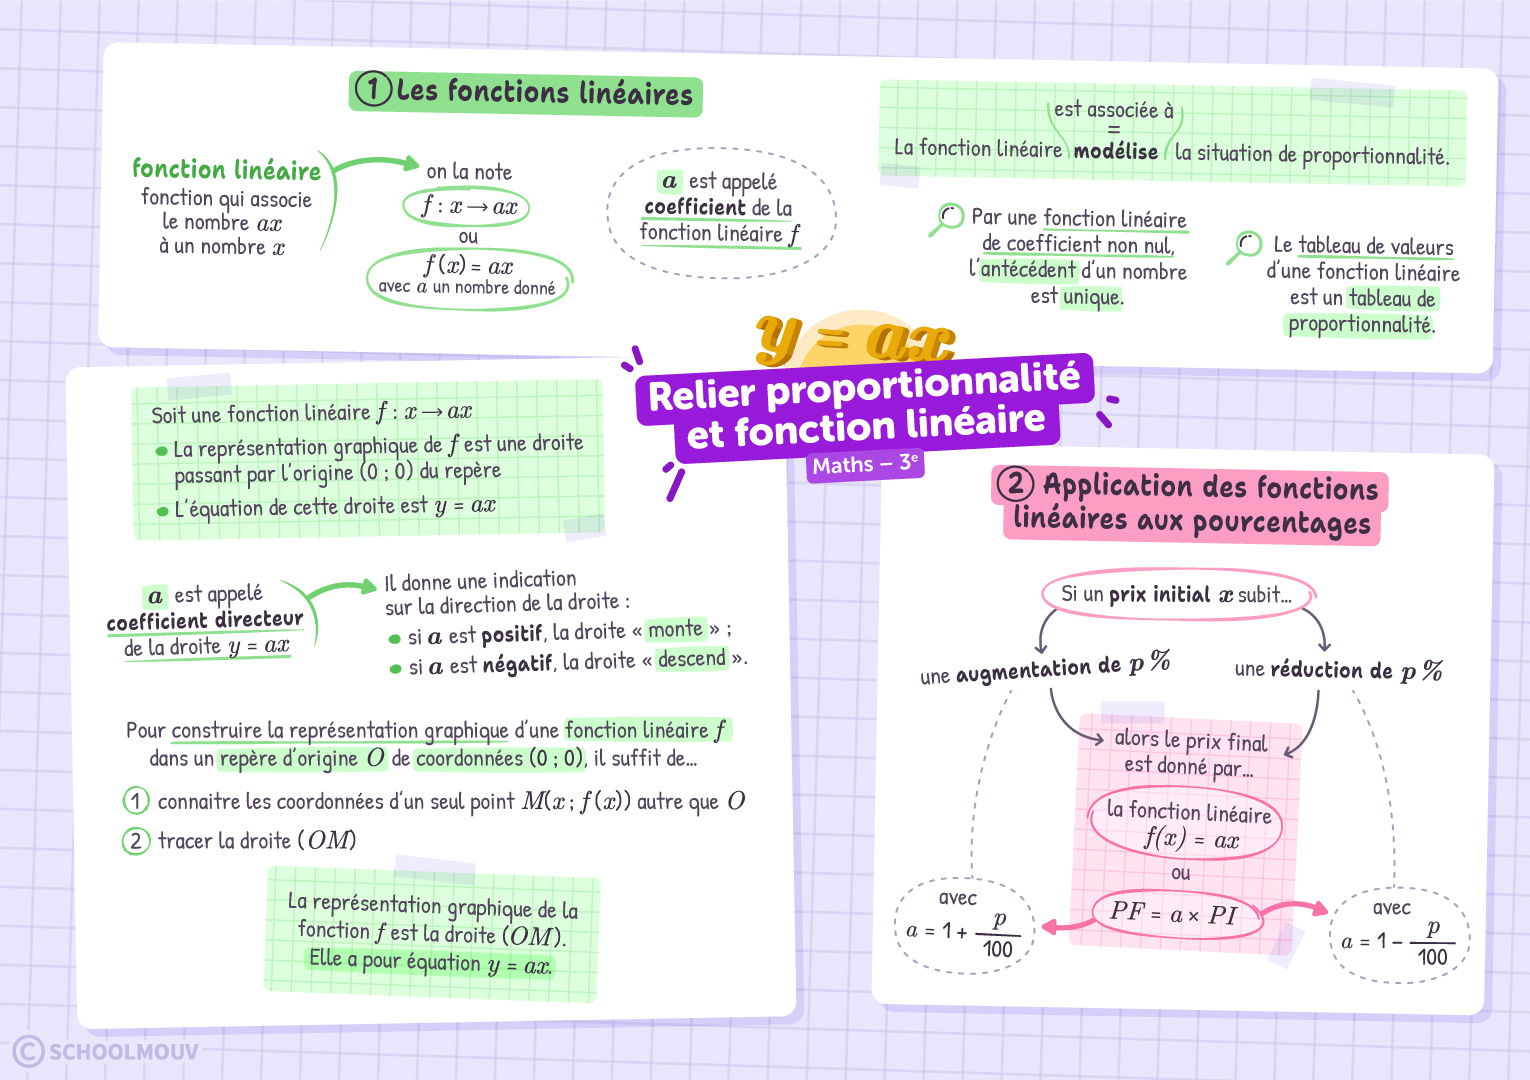 ① Les fonctions linéaires
fonction linéaire
fonction qui associe
le nombre ax
à un nombre x
on la note
f : x → ax
ou
f(x) = ax
avec a un nombre donné
a est appelé
coefficient de la
fonction linéaire f
est associée à
=
La fonction linéaire modélise la situation de proportionnalité.
Par une fonction linéaire
de coefficient non nul,
l'antécédent d'un nombre
est unique.
Le tableau de valeurs
d'une fonction linéaire
est un tableau de
proportionnalité.
y = ax
Relier proportionnalité
et fonction linéaire
Maths – 3e
Soit une fonction linéaire f : x → ax
• La représentation graphique de f est une droite
passant par l'origine (0 ; 0) du repère
• L'équation de cette droite est y = ax
a est appelé
coefficient directeur
de la droite y = ax
Il donne une indication
sur la direction de la droite :
• si a est positif, la droite « monte » ;
• si a est négatif, la droite « descend ».
Pour construire la représentation graphique d'une fonction linéaire f
dans un repère d'origine O de coordonnées (0 ; 0), il suffit de...
① connaitre les coordonnées d'un seul point M(x ; f(x)) autre que O
② tracer la droite (OM)
La représentation graphique de la
fonction f est la droite (OM).
Elle a pour équation y = ax.
② Application des fonctions
linéaires aux pourcentages
Si un prix initial x subit...
une augmentation de p %
une réduction de p %
alors le prix final
est donné par...
la fonction linéaire
f(x) = ax
ou
PF = a × PI
avec
a = 1 + p/100
avec
a = 1 – p/100
© SCHOOLMOUV